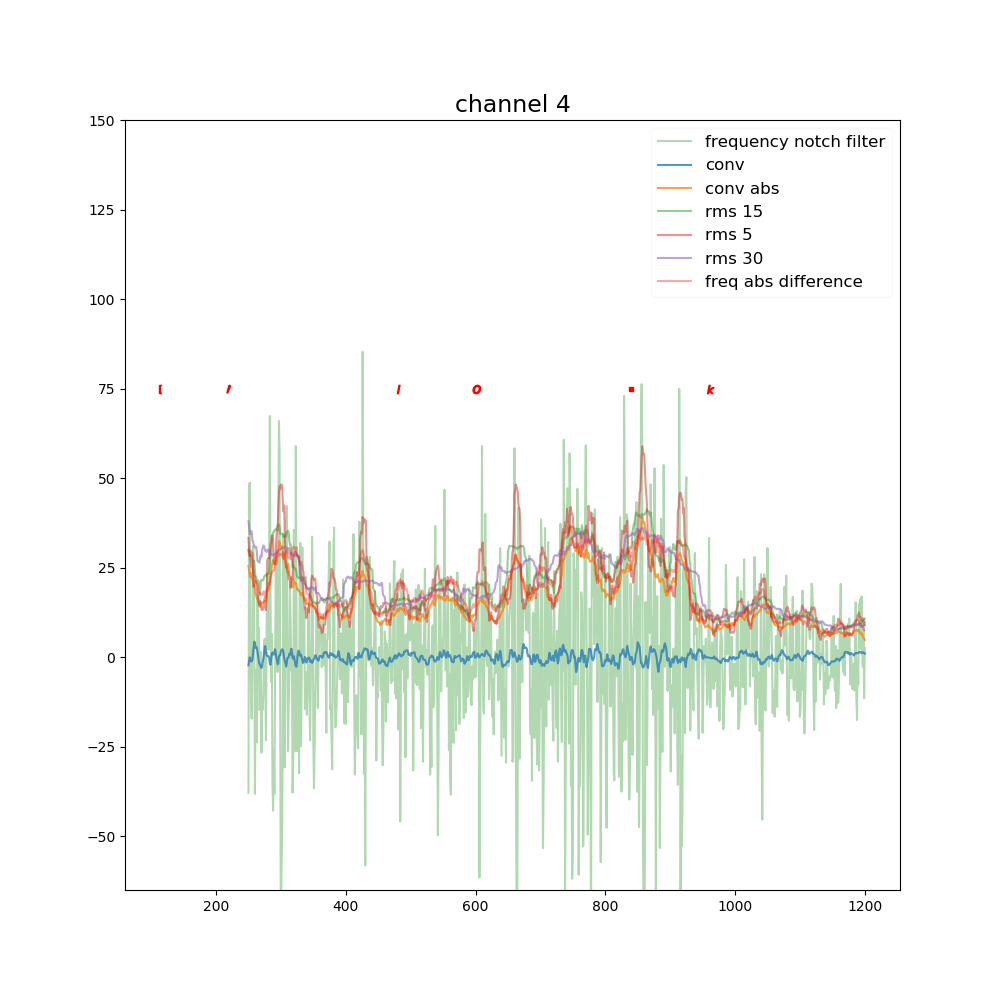 channel 4
150
125
100
75
50
25
0
−25
−50
200
400
600
800
1000
1200
frequency notch filter
conv
conv abs
rms 15
rms 5
rms 30
freq abs difference
l O
k